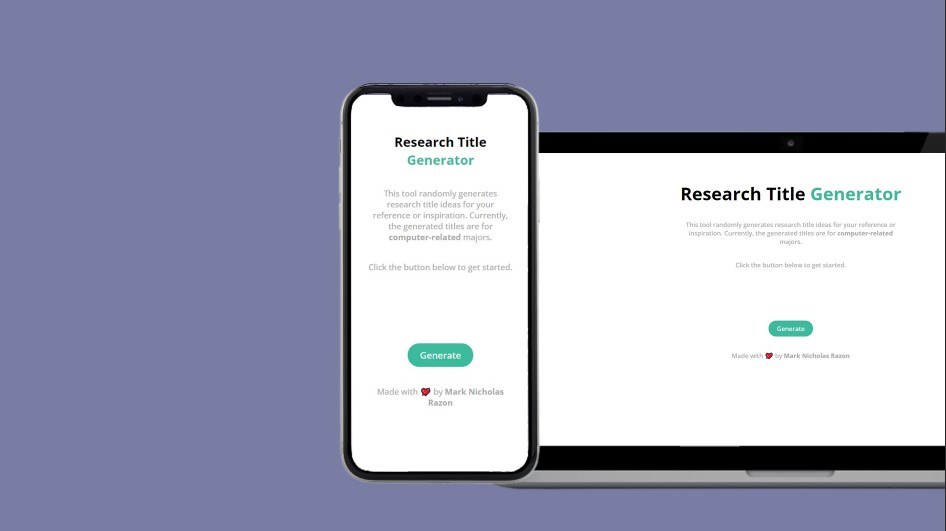 Research Title
Generator
This tool randomly generates
research title ideas for your
reference or inspiration. Currently,
the generated titles are for
computer-related majors.
Click the button below to get started.
Generate
Made with ❤️ by Mark Nicholas
Razon
Research Title Generator
This tool randomly generates research title ideas for your reference or
inspiration. Currently, the generated titles are for computer-related
majors.
Click the button below to get started.
Generate
Made with ❤️ by Mark Nicholas Razon